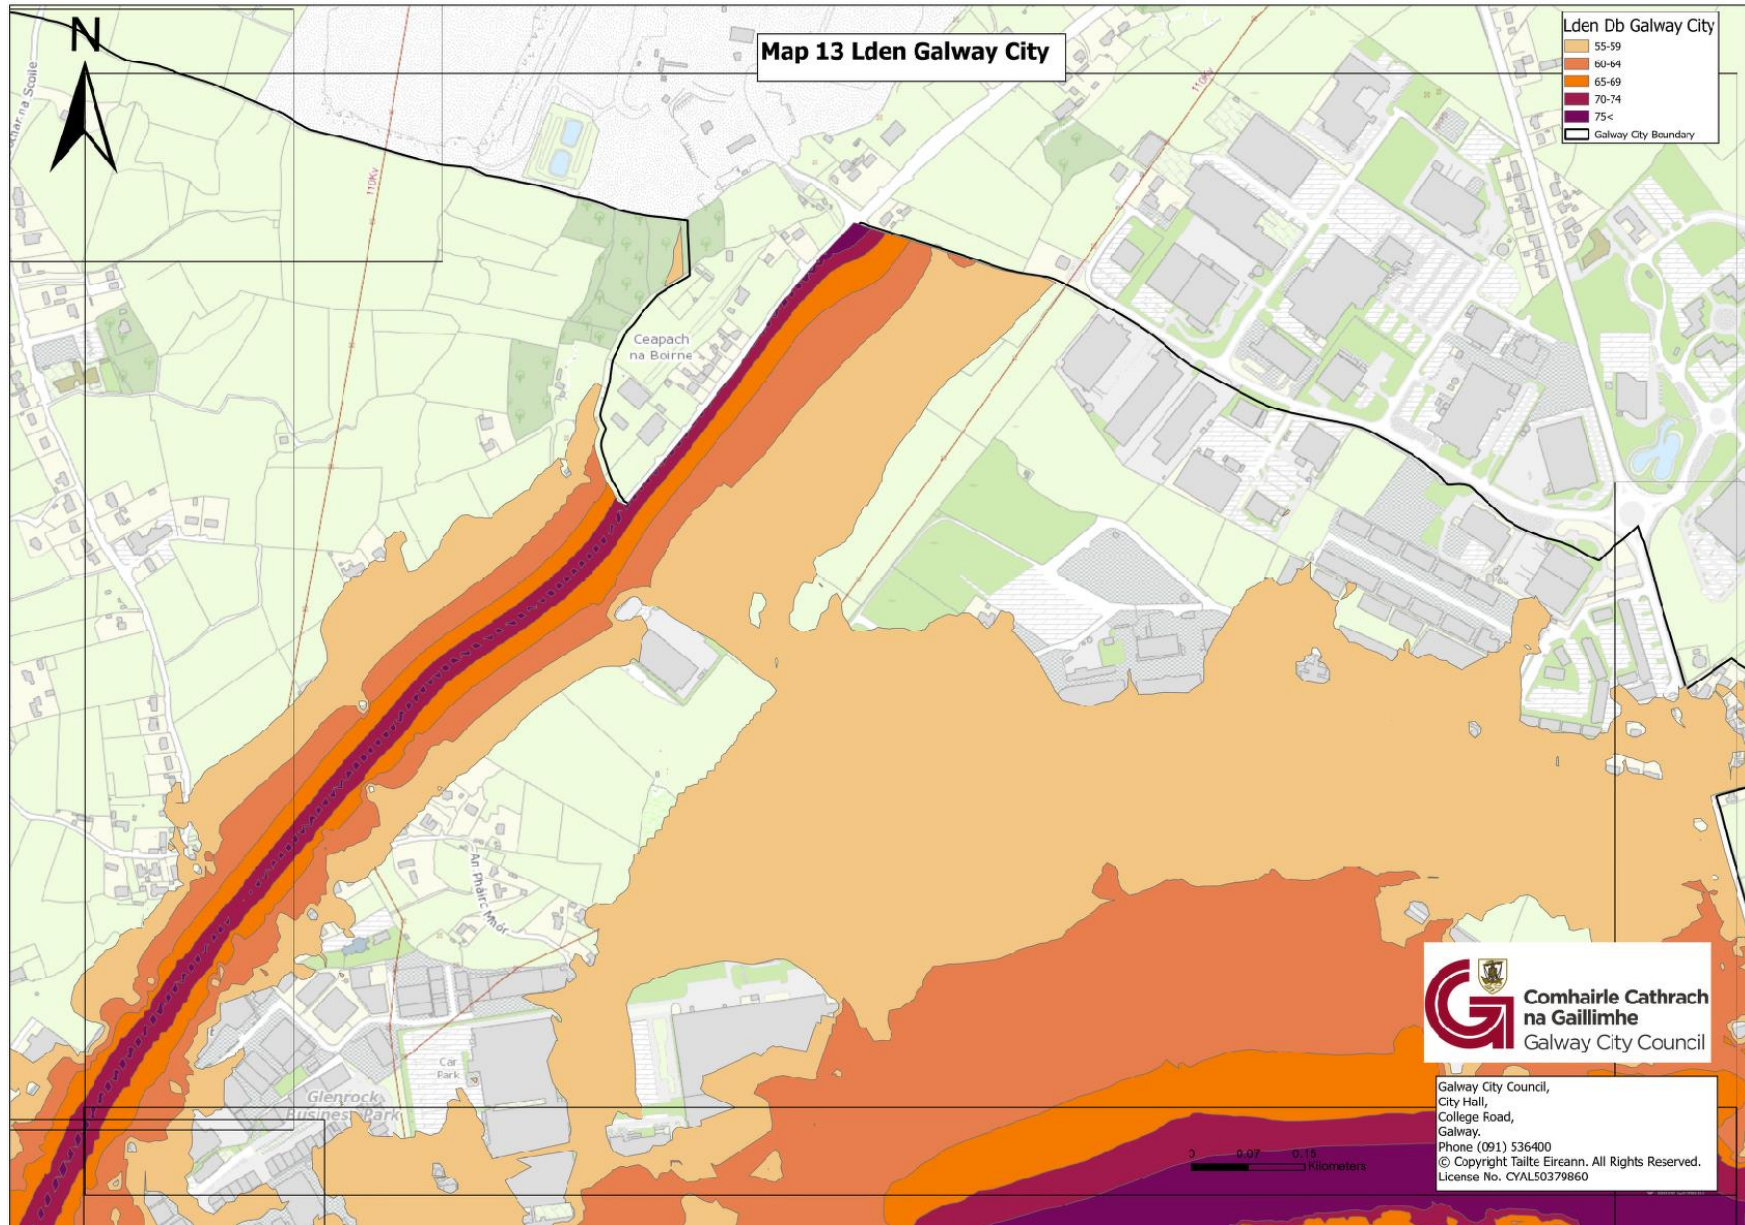 N
Map 13 Lden Galway City
Lden Db Galway City
55-59
60-64
65-69
70-74
75<
Galway City Boundary
110Kv
110Kv
Ceapach
na Boirne
An Pháirc Mhór
Car
Park
Glenrock
Business Park
Comhairle Cathrach
na Gaillimhe
Galway City Council
Galway City Council,
City Hall,
College Road,
Galway.
Phone (091) 536400
© Copyright Tailte Eireann. All Rights Reserved.
License No. CYAL50379860
0 0.07 0.15
Kilometers